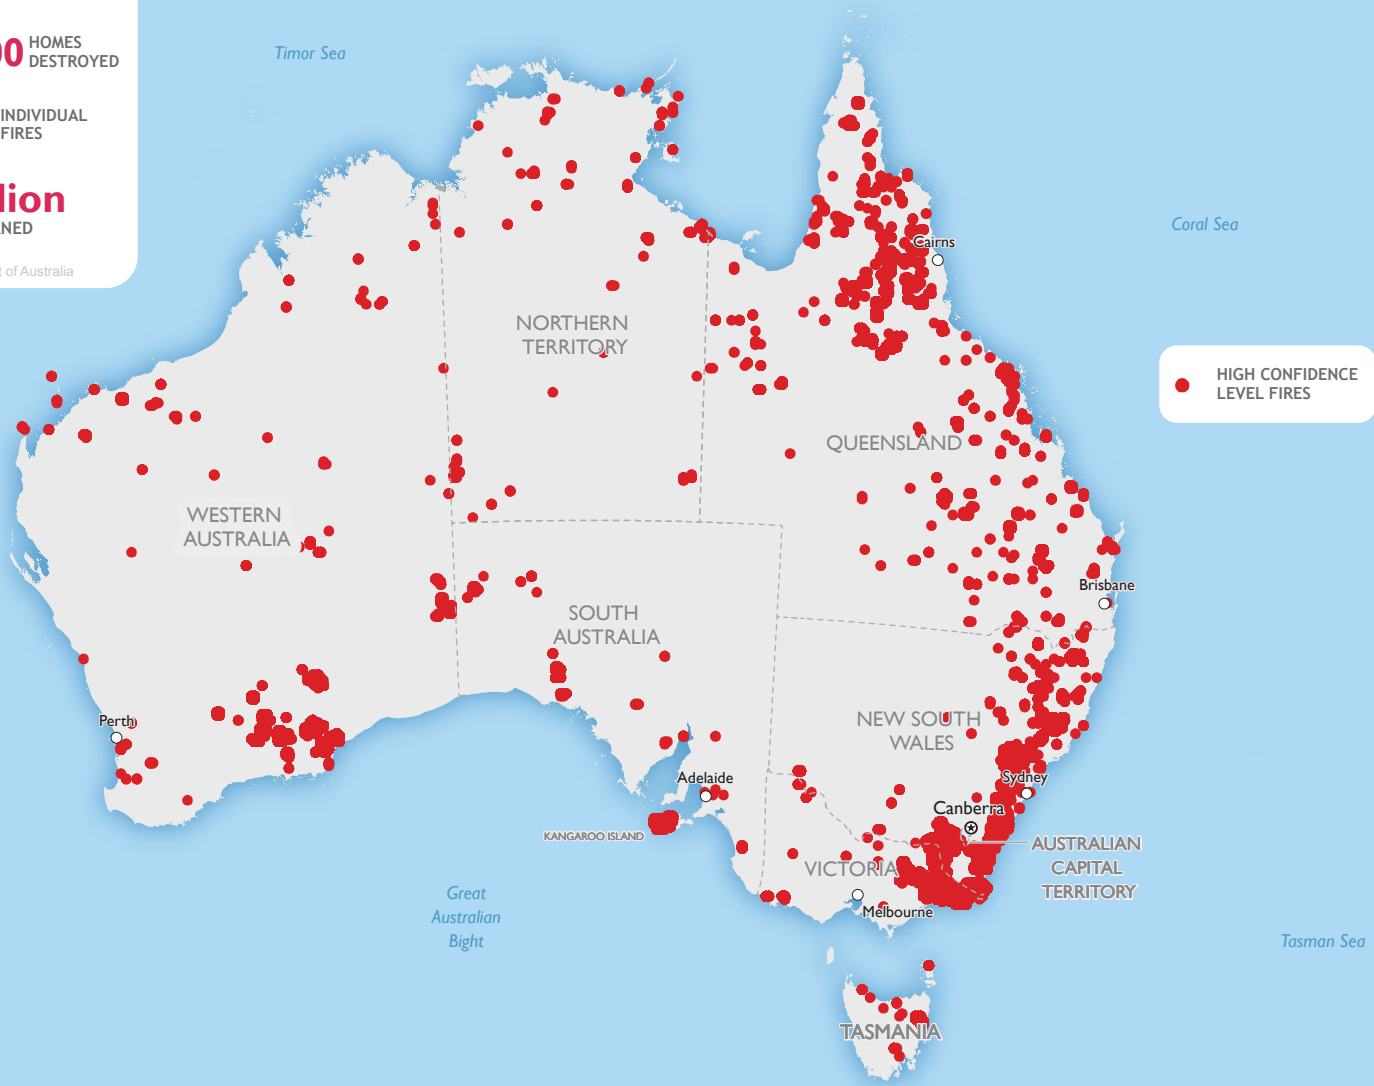 00 HOMES
DESTROYED
INDIVIDUAL
FIRES
lion
NED
t of Australia
Timor Sea
Coral Sea
Cairns
NORTHERN
TERRITORY
HIGH CONFIDENCE
LEVEL FIRES
QUEENSLAND
WESTERN
AUSTRALIA
Brisbane
SOUTH
AUSTRALIA
Perth
NEW SOUTH
WALES
Adelaide
Sydney
Canberra
KANGAROO ISLAND
AUSTRALIAN
CAPITAL
TERRITORY
VICTORIA
Great
Australian
Bight
Melbourne
Tasman Sea
TASMANIA